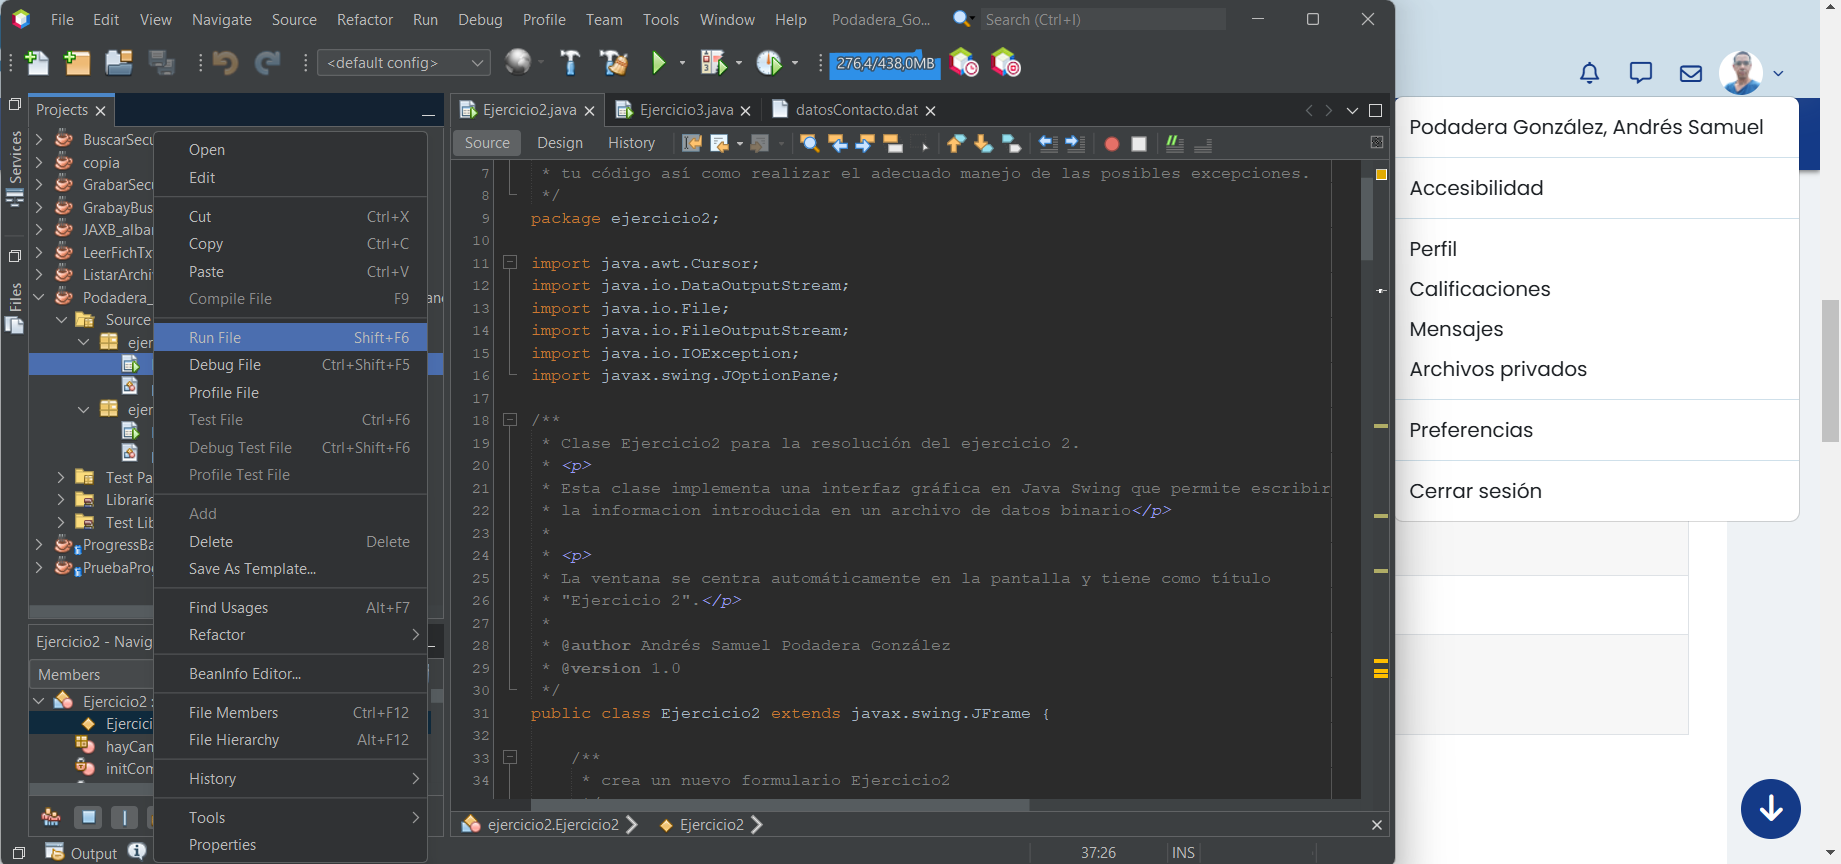 File Edit View Navigate Source Refactor Run Debug Profile Team Tools Window Help Podadera_Go... Search (Ctrl+I)
<default config> 276,4/438,0MB
Services
Files
Projects
BuscarSecu
copia
GrabarSecu
GrabayBus
JAXB_alba
LeerFichTx
ListarArchi
Podadera_
Source
ejer
ejer
Test Pa
Librarie
Test Lib
ProgressBa
PruebaProg
Ejercicio2 - Navig
Members
Ejercicio2 :
Ejercici
hayCan
initCom
Output
Open
Edit
Cut Ctrl+X
Copy Ctrl+C
Paste Ctrl+V
Compile File F9
Run File Shift+F6
Debug File Ctrl+Shift+F5
Profile File
Test File Ctrl+F6
Debug Test File Ctrl+Shift+F6
Profile Test File
Add
Delete Delete
Save As Template...
Find Usages Alt+F7
Refactor
BeanInfo Editor...
File Members Ctrl+F12
File Hierarchy Alt+F12
History
Tools
Properties
Ejercicio2.java Ejercicio3.java datosContacto.dat
Source Design History
7 * tu código así como realizar el adecuado manejo de las posibles excepciones.
8 */
9 package ejercicio2;
10
11 import java.awt.Cursor;
12 import java.io.DataOutputStream;
13 import java.io.File;
14 import java.io.FileOutputStream;
15 import java.io.IOException;
16 import javax.swing.JOptionPane;
17
18 /**
19 * Clase Ejercicio2 para la resolución del ejercicio 2.
20 * <p>
21 * Esta clase implementa una interfaz gráfica en Java Swing que permite escribir
22 * la informacion introducida en un archivo de datos binario</p>
23 *
24 * <p>
25 * La ventana se centra automáticamente en la pantalla y tiene como título
26 * "Ejercicio 2".</p>
27 *
28 * @author Andrés Samuel Podadera González
29 * @version 1.0
30 */
31 public class Ejercicio2 extends javax.swing.JFrame {
32
33 /**
34 * crea un nuevo formulario Ejercicio2
ejercicio2.Ejercicio2 Ejercicio2
37:26 INS
Podadera González, Andrés Samuel
Accesibilidad
Perfil
Calificaciones
Mensajes
Archivos privados
Preferencias
Cerrar sesión